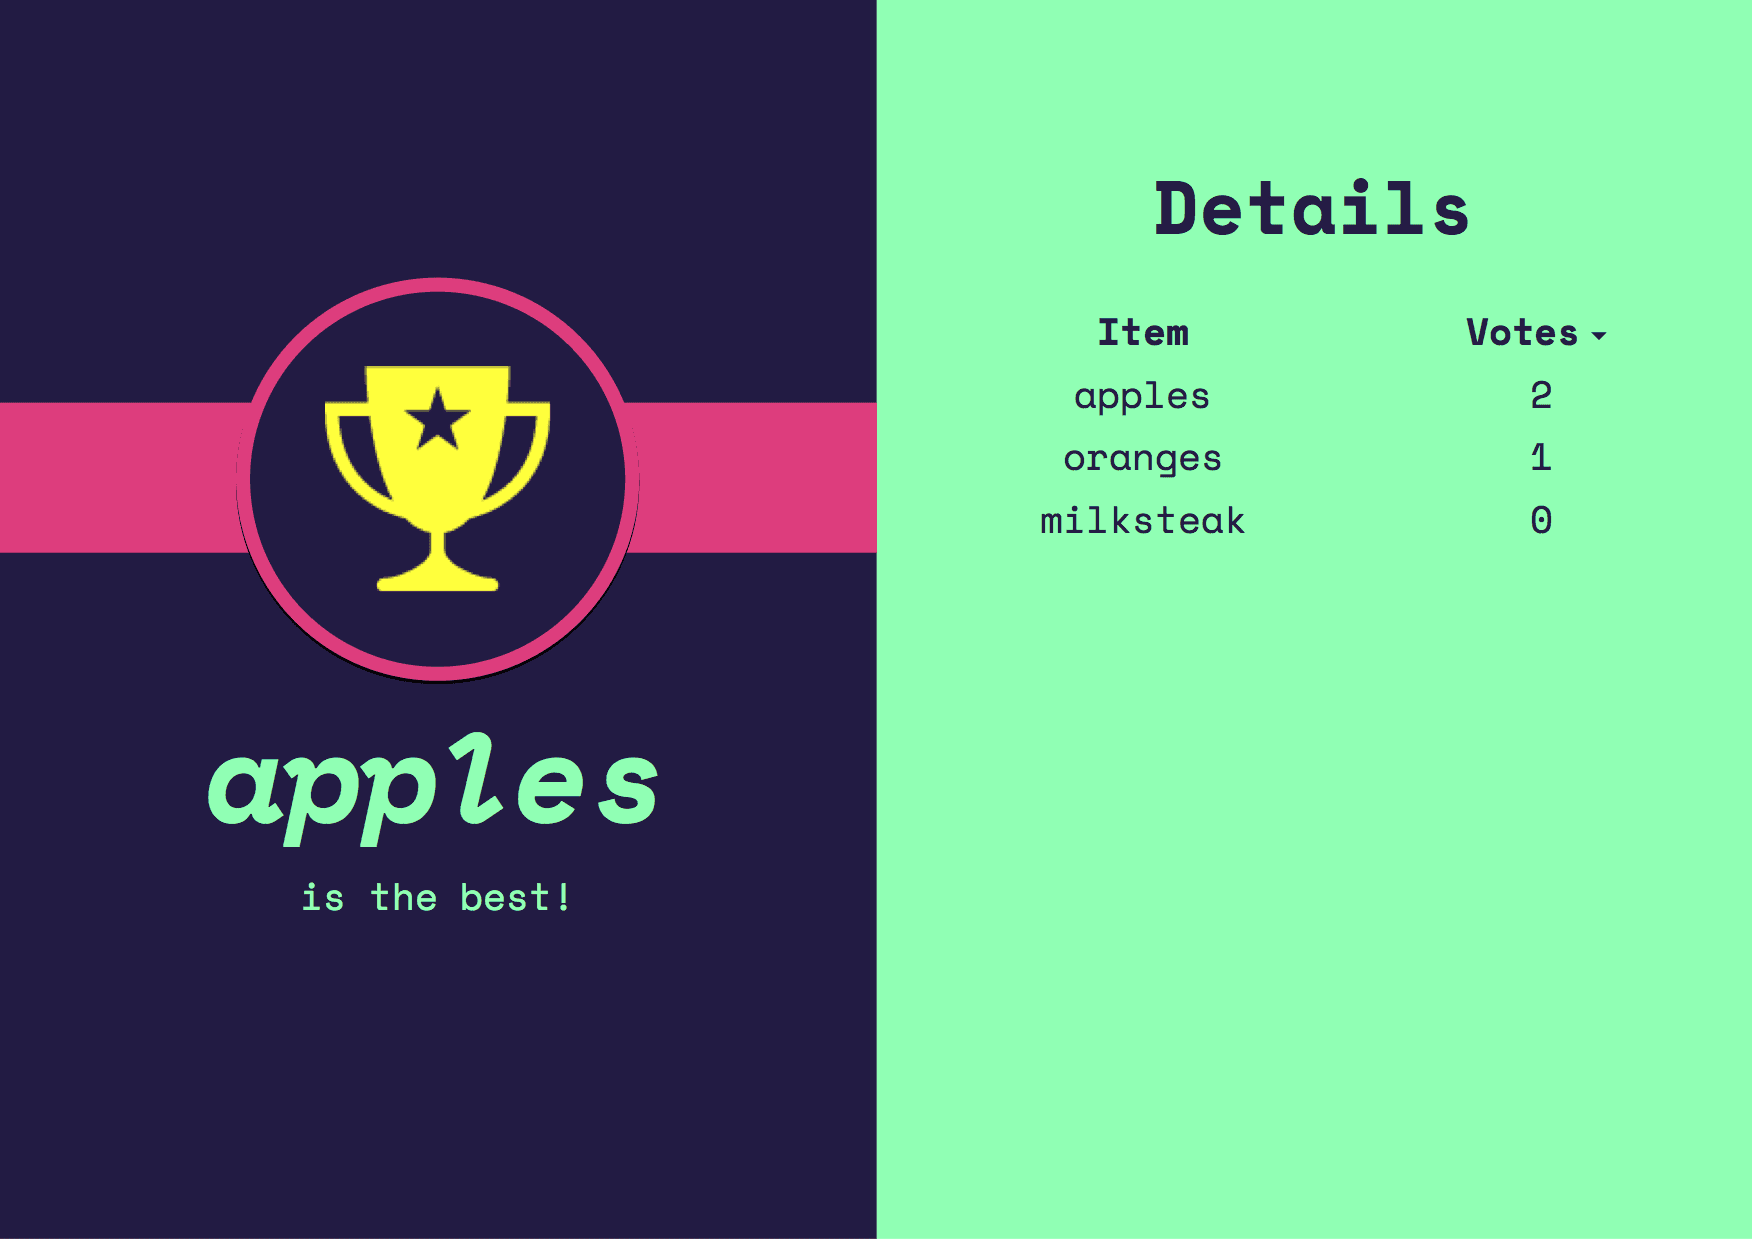 apples
is the best!
Details
Item Votes
apples 2
oranges 1
milksteak 0